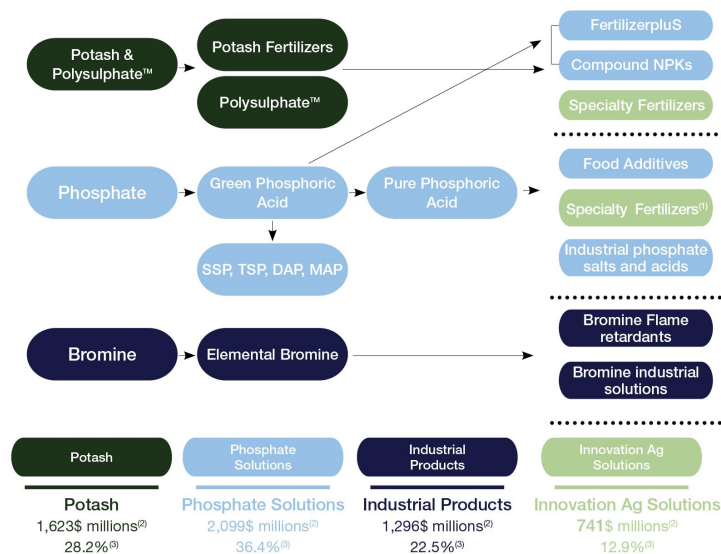 Potash &
Polysulphate™
Potash Fertilizers
Polysulphate™
FertilizerpluS
Compound NPKs
Specialty Fertilizers
Phosphate
Green Phosphoric
Acid
Pure Phosphoric
Acid
SSP, TSP, DAP, MAP
Food Additives
Specialty Fertilizers(1)
Industrial phosphate
salts and acids
Bromine
Elemental Bromine
Bromine Flame
retardants
Bromine industrial
solutions
Potash
Phosphate
Solutions
Industrial
Products
Innovation Ag
Solutions
Potash
1,623$ millions(2)
28.2%(3)
Phosphate Solutions
2,099$ millions(2)
36.4%(3)
Industrial Products
1,296$ millions(2)
22.5%(3)
Innovation Ag Solutions
741$ millions(2)
12.9%(3)